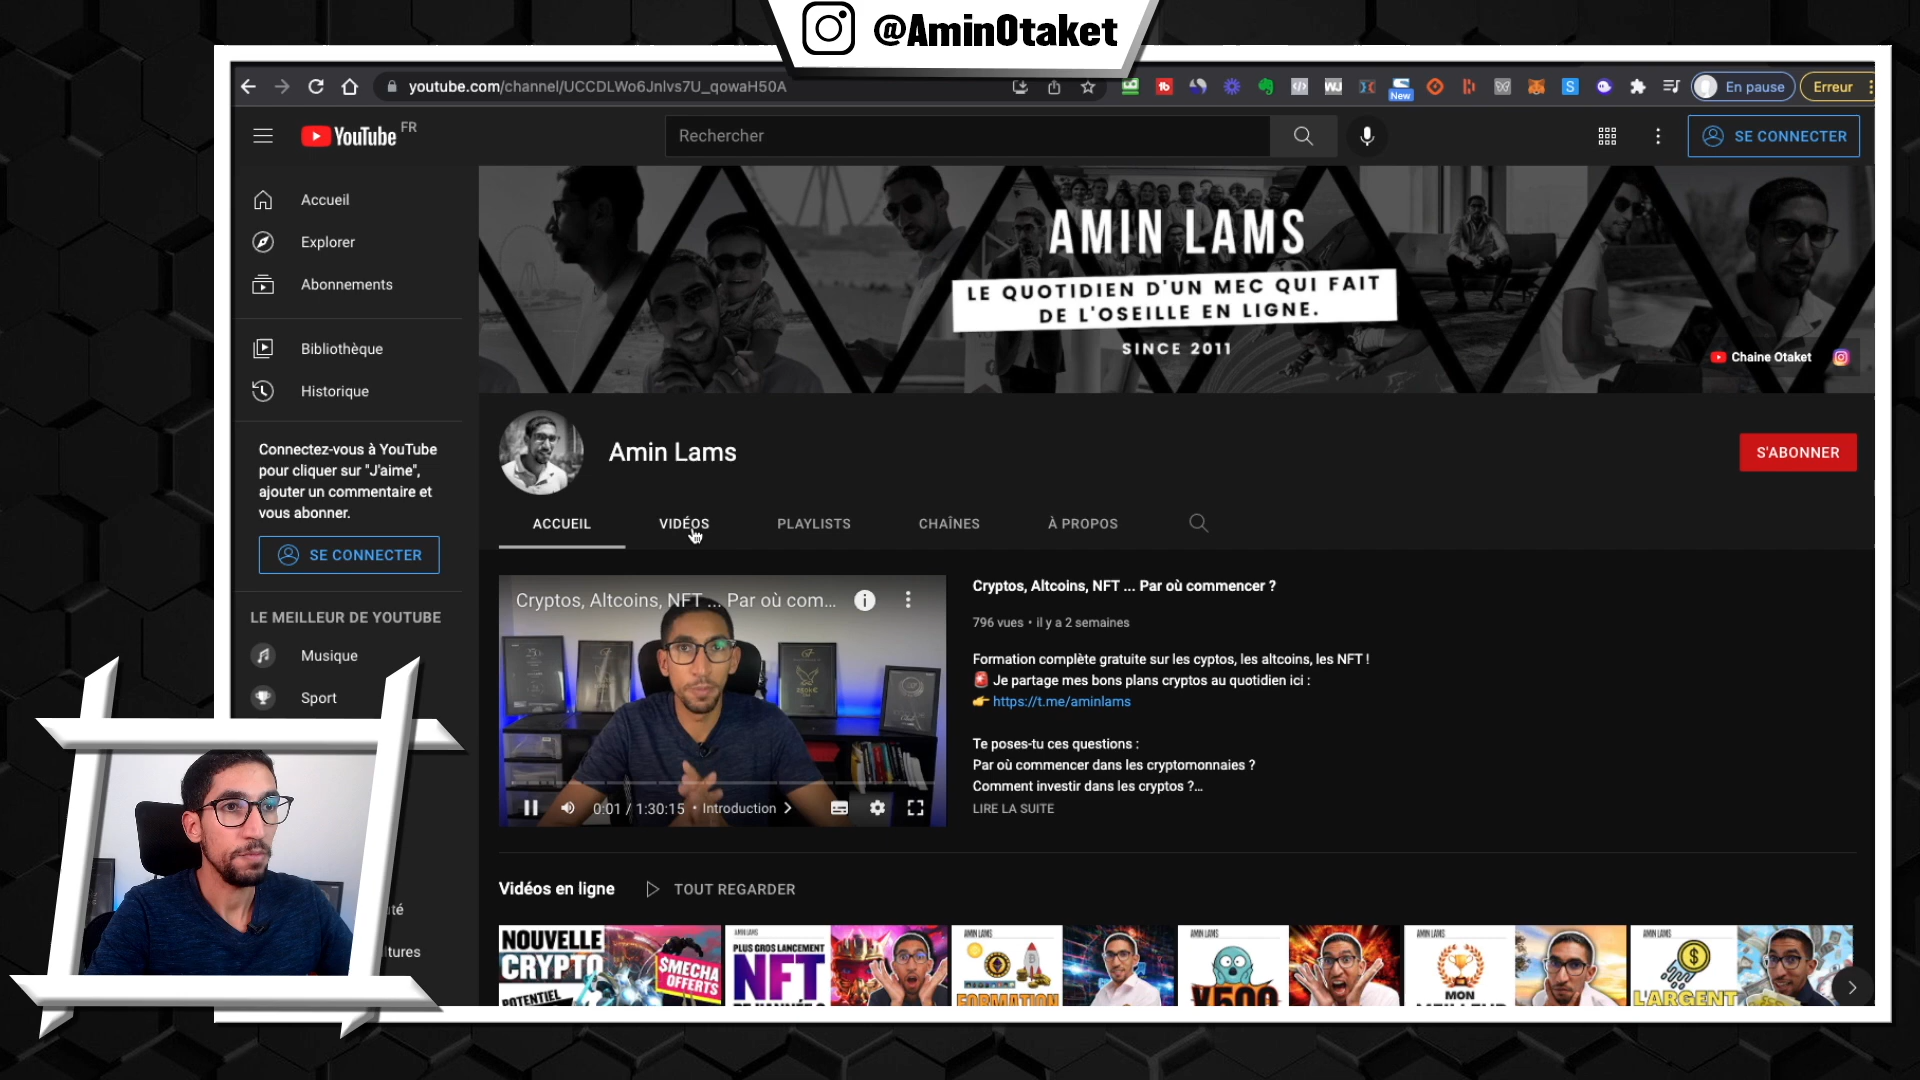 @AminOtaket
youtube.com/channel/UCCDLWo6Jnlvs7U_qowaH50A
New
En pause
Erreur
YouTube FR
Rechercher
SE CONNECTER
Accueil
Explorer
Abonnements
Bibliothèque
Historique
Connectez-vous à YouTube
pour cliquer sur "J'aime",
ajouter un commentaire et
vous abonner.
SE CONNECTER
LE MEILLEUR DE YOUTUBE
Musique
Sport
AMIN LAMS
LE QUOTIDIEN D'UN MEC QUI FAIT
DE L'OSEILLE EN LIGNE.
SINCE 2011
Chaine Otaket
Amin Lams
S'ABONNER
ACCUEIL
VIDÉOS
PLAYLISTS
CHAÎNES
À PROPOS
Cryptos, Altcoins, NFT ... Par où com...
0:01 / 1:30:15 • Introduction
Cryptos, Altcoins, NFT ... Par où commencer ?
796 vues • il y a 2 semaines
Formation complète gratuite sur les cyptos, les altcoins, les NFT !
🚨 Je partage mes bons plans cryptos au quotidien ici :
👉 https://t.me/aminlams
Te poses-tu ces questions :
Par où commencer dans les cryptomonnaies ?
Comment investir dans les cryptos ?...
LIRE LA SUITE
Vidéos en ligne
TOUT REGARDER
NOUVELLE
CRYPTO
POTENTIEL
$MECHA
OFFERTS
AMIN LAMS
PLUS GROS LANCEMENT
NFT
AMIN LAMS
FORMATION
AMIN LAMS
X500
AMIN LAMS
MON
AMIN LAMS
L'ARGENT